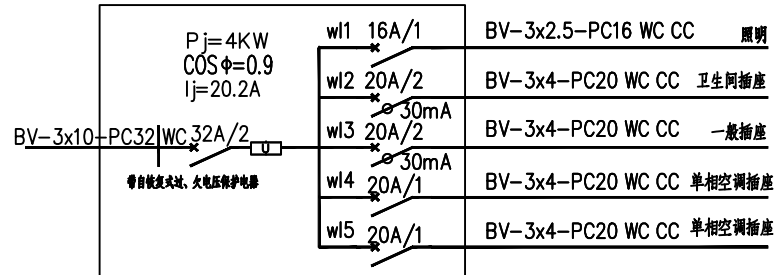 Pj=4KW
COSφ=0.9
Ij=20.2A
BV-3x10-PC32 WC 32A/2 U
带自恢复式过、欠电压保护电器
wl1 16A/1 BV-3x2.5-PC16 WC CC 照明
wl2 20A/2 BV-3x4-PC20 WC CC 卫生间插座
30mA
wl3 20A/2 BV-3x4-PC20 WC CC 一般插座
30mA
wl4 20A/1 BV-3x4-PC20 WC CC 单相空调插座
wl5 20A/1 BV-3x4-PC20 WC CC 单相空调插座